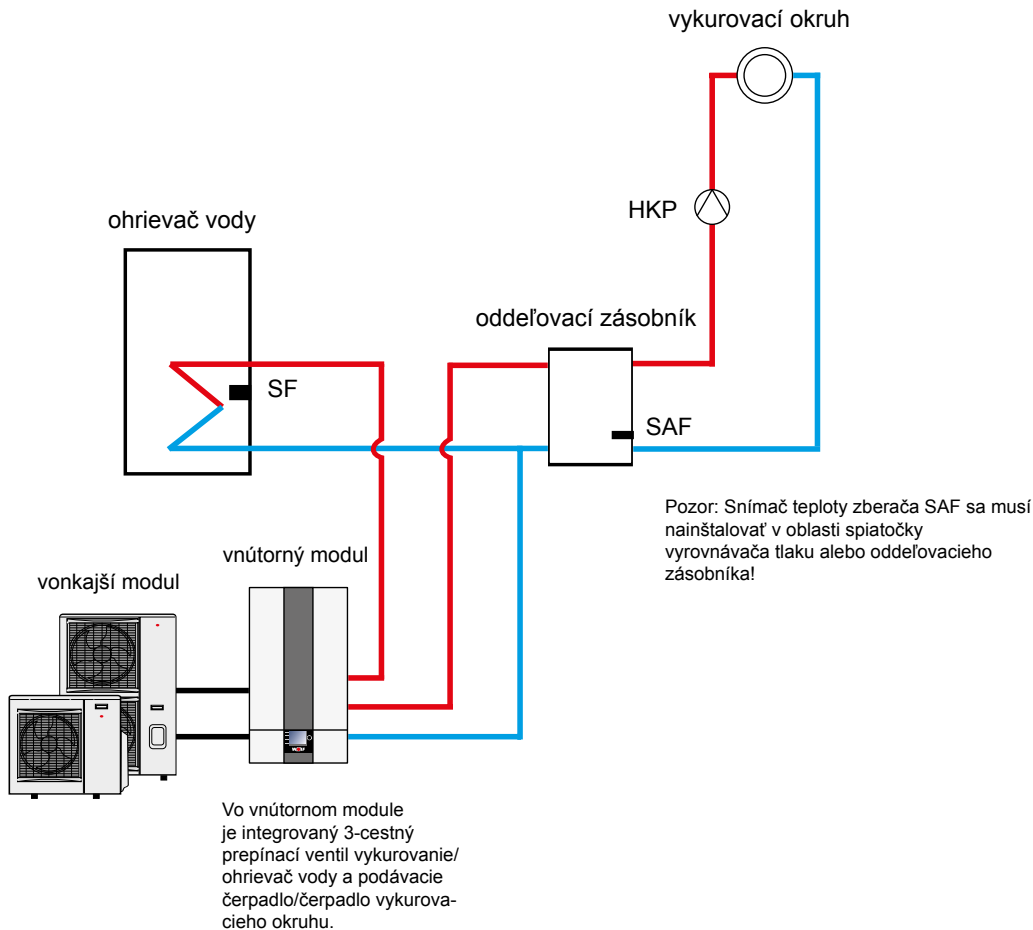 vykurovací okruh
HKP
ohrievač vody
oddeľovací zásobník
SF
SAF
Pozor: Snímač teploty zberača SAF sa musí
nainštalovať v oblasti spiatočky
vyrovnávača tlaku alebo oddeľovacieho
zásobníka!
vnútorný modul
vonkajší modul
WOLF
Vo vnútornom module
je integrovaný 3-cestný
prepínací ventil vykurovanie/
ohrievač vody a podávacie
čerpadlo/čerpadlo vykurova-
cieho okruhu.